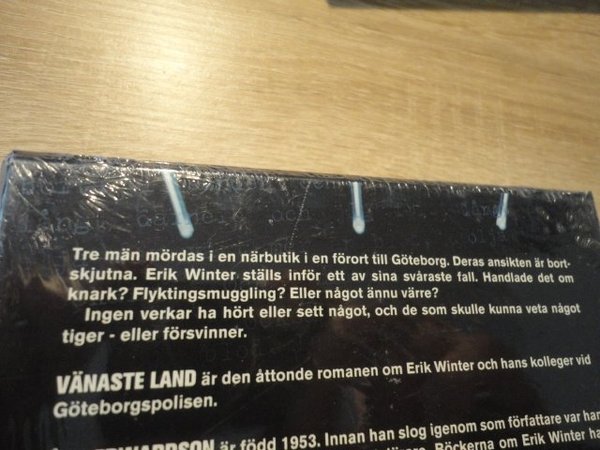 Tre män mördas i en närbutik i en förort till Göteborg. Deras ansikten är bort-
skjutna. Erik Winter ställs inför ett av sina svåraste fall. Handlade det om
knark? Flyktingsmuggling? Eller något ännu värre?
Ingen verkar ha hört eller sett något, och de som skulle kunna veta något
tiger - eller försvinner.
VÄNASTE LAND är den åttonde romanen om Erik Winter och hans kolleger vid
Göteborgspolisen.
EDWARDSON är född 1953. Innan han slog igenom som författare var han
Böckerna om Erik Winter